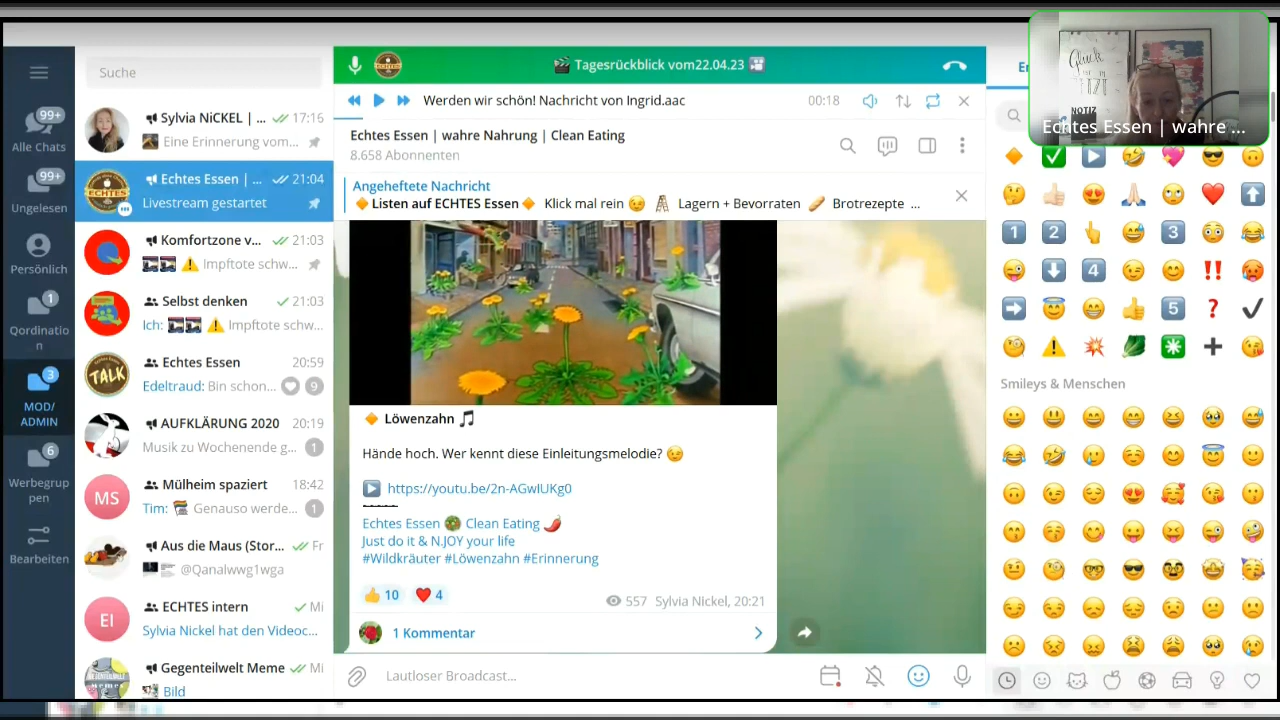 Suche
99+
Alle Chats
99+
Ungelesen
Persönlich
1
Qordinatio
n
3
MOD/
ADMIN
6
Werbegrup
pen
Bearbeiten
Sylvia NiCKEL | ... 17:16
Eine Erinnerung vom...
Echtes Essen | ... 21:04
Livestream gestartet
Komfortzone v... 21:03
Impftote schw...
Selbst denken 21:03
Ich: Impftote schw...
Echtes Essen 20:59
Edeltraud: Bin schon... 9
TALK
AUFKLÄRUNG 2020 20:19
Musik zu Wochenende g... 1
MS
Mülheim spaziert 18:42
Tim: Genauso werde... 1
Aus die Maus (Stor... Fr
@Qanalwwg1wga
EI
ECHTES intern Mi
Sylvia Nickel hat den Videoc...
Gegenteilwelt Meme Mi
Bild
🎬 Tagesrückblick vom22.04.23 🎦
Werden wir schön! Nachricht von Ingrid.aac 00:18
Echtes Essen | wahre Nahrung | Clean Eating
8.658 Abonnenten
Angeheftete Nachricht
🔸Listen auf ECHTES Essen🔸 Klick mal rein 😉 🪜 Lagern + Bevorraten 🥖 Brotrezepte ...
🔸 Löwenzahn 🎵
Hände hoch. Wer kennt diese Einleitungsmelodie? 😉
▶️ https://youtu.be/2n-AGwIUKg0
Echtes Essen 🥗 Clean Eating 🌶️
Just do it & N.JOY your life
#Wildkräuter #Löwenzahn #Erinnerung
👍 10 ❤️ 4
557 Sylvia Nickel, 20:21
1 Kommentar
Lautloser Broadcast...
Glück
NOTIZ
Echtes Essen | wahre ...
Smileys & Menschen